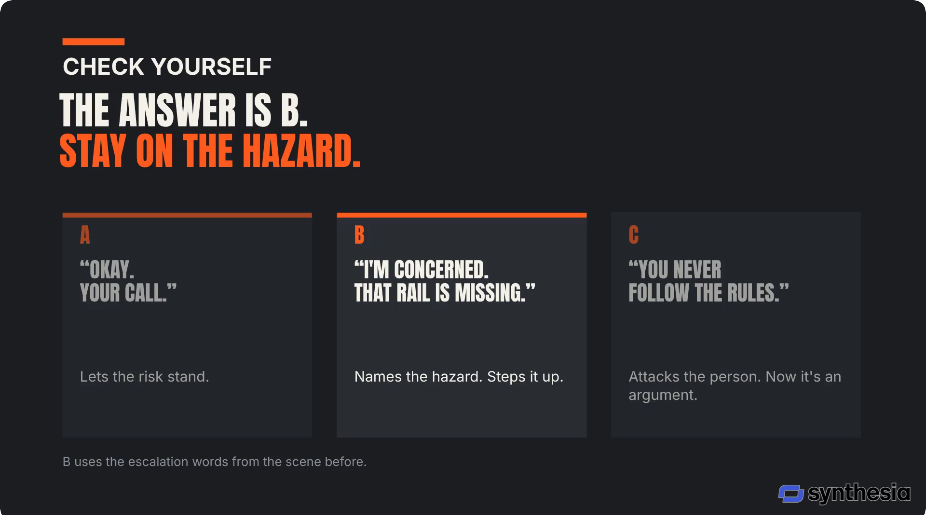 CHECK YOURSELF
THE ANSWER IS B.
STAY ON THE HAZARD.
A
“OKAY.
YOUR CALL.”
Lets the risk stand.
B
“I'M CONCERNED.
THAT RAIL IS MISSING.”
Names the hazard. Steps it up.
C
“YOU NEVER
FOLLOW THE RULES.”
Attacks the person. Now it's an
argument.
B uses the escalation words from the scene before.
synthesia